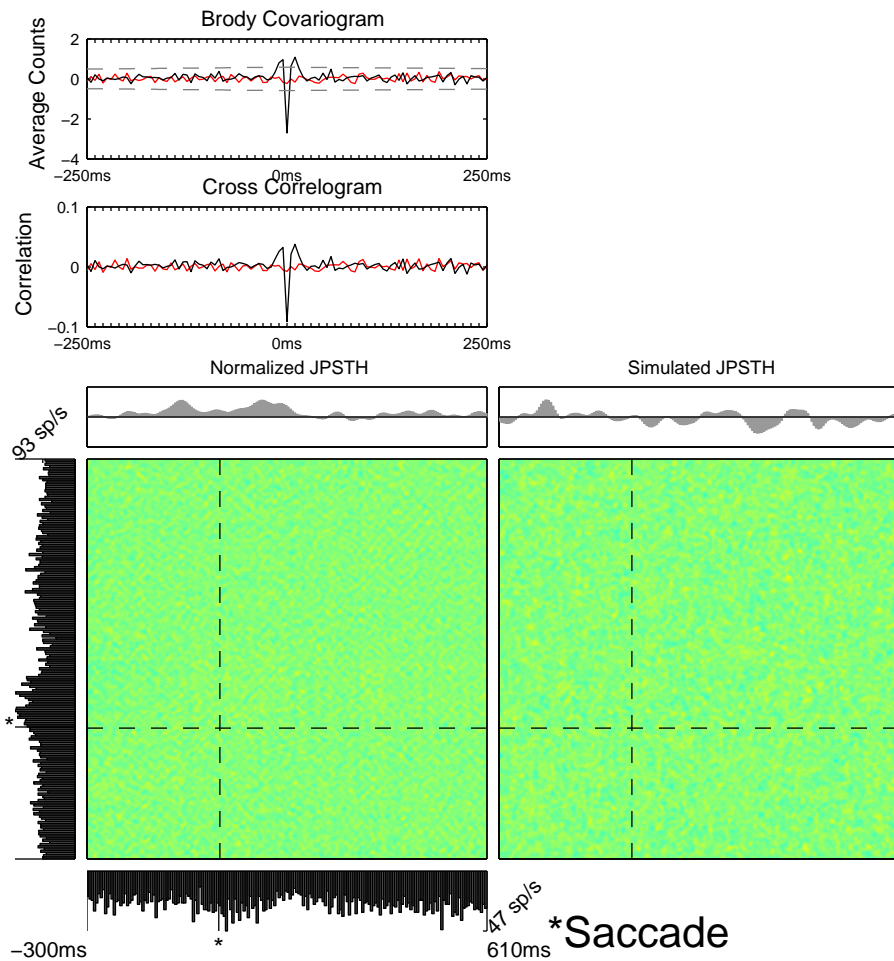 Brody Covariogram
Average Counts
2
0
−2
−4
−250ms
0ms
250ms
Cross Correlogram
Correlation
0.1
0
−0.1
−250ms
0ms
250ms
Normalized JPSTH
Simulated JPSTH
93 sp/s
*
47 sp/s
*
−300ms
610ms
*Saccade